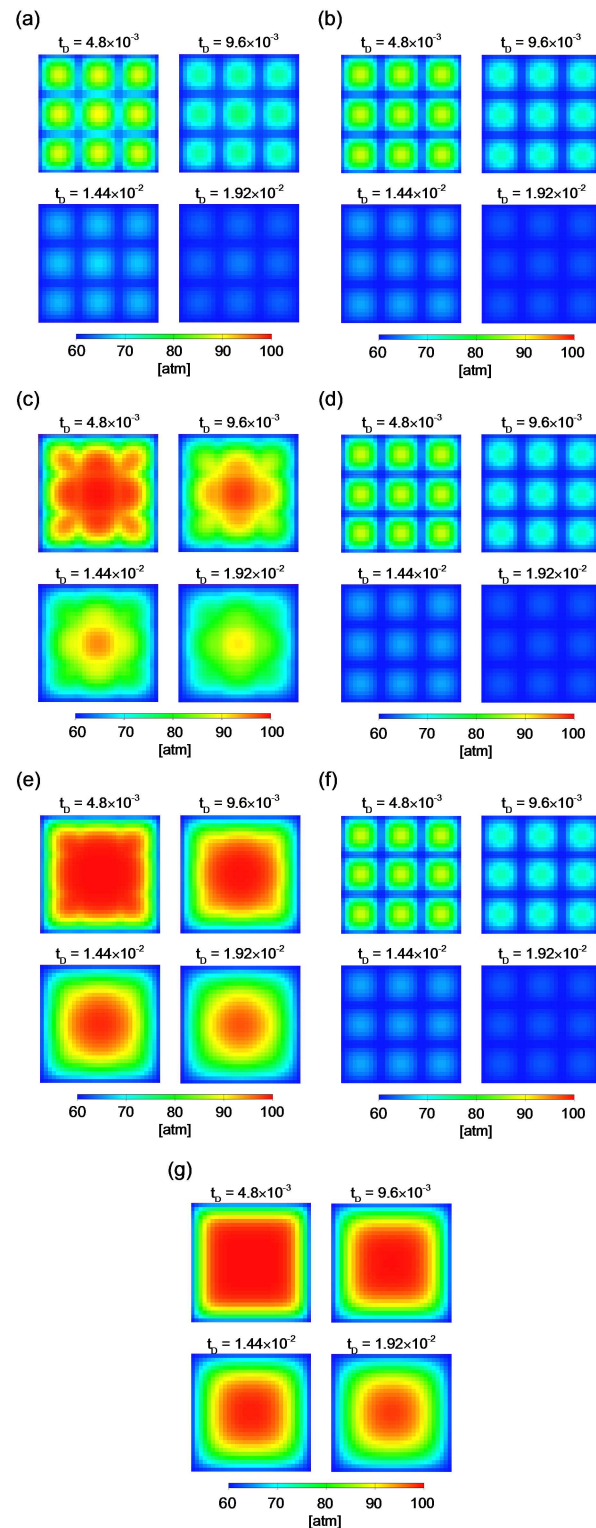 (a) (b)
t_D = 4.8×10^-3 t_D = 9.6×10^-3 t_D = 4.8×10^-3 t_D = 9.6×10^-3
t_D = 1.44×10^-2 t_D = 1.92×10^-2 t_D = 1.44×10^-2 t_D = 1.92×10^-2
60 70 80 90 100 60 70 80 90 100
[atm] [atm]
(c) (d)
t_D = 4.8×10^-3 t_D = 9.6×10^-3 t_D = 4.8×10^-3 t_D = 9.6×10^-3
t_D = 1.44×10^-2 t_D = 1.92×10^-2 t_D = 1.44×10^-2 t_D = 1.92×10^-2
60 70 80 90 100 60 70 80 90 100
[atm] [atm]
(e) (f)
t_D = 4.8×10^-3 t_D = 9.6×10^-3 t_D = 4.8×10^-3 t_D = 9.6×10^-3
t_D = 1.44×10^-2 t_D = 1.92×10^-2 t_D = 1.44×10^-2 t_D = 1.92×10^-2
60 70 80 90 100 60 70 80 90 100
[atm] [atm]
(g)
t_D = 4.8×10^-3 t_D = 9.6×10^-3
t_D = 1.44×10^-2 t_D = 1.92×10^-2
60 70 80 90 100
[atm]